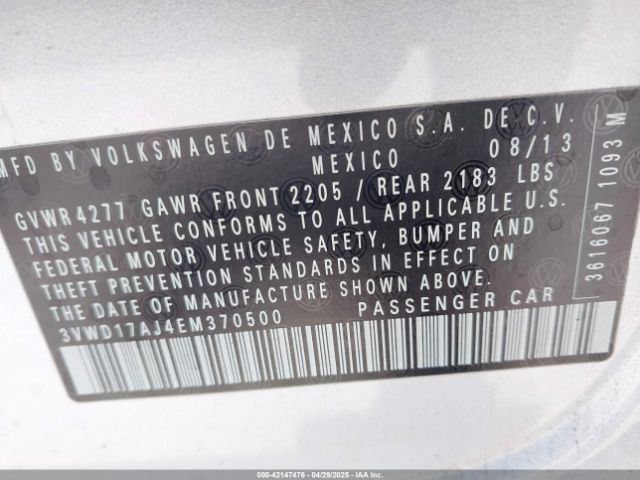 MFD BY VOLKSWAGEN DE MEXICO S.A. DE C.V.
MEXICO 08/13
GVWR 4277 GAWR FRONT 2205 / REAR 2183 LBS
THIS VEHICLE CONFORMS TO ALL APPLICABLE U.S.
FEDERAL MOTOR VEHICLE SAFETY, BUMPER AND
THEFT PREVENTION STANDARDS IN EFFECT ON
THE DATE OF MANUFACTURE SHOWN ABOVE.
3VWD17AJ4EM370500 PASSENGER CAR
3616067 1093 M
000-42147476 - 04/29/2025 - IAA Inc.